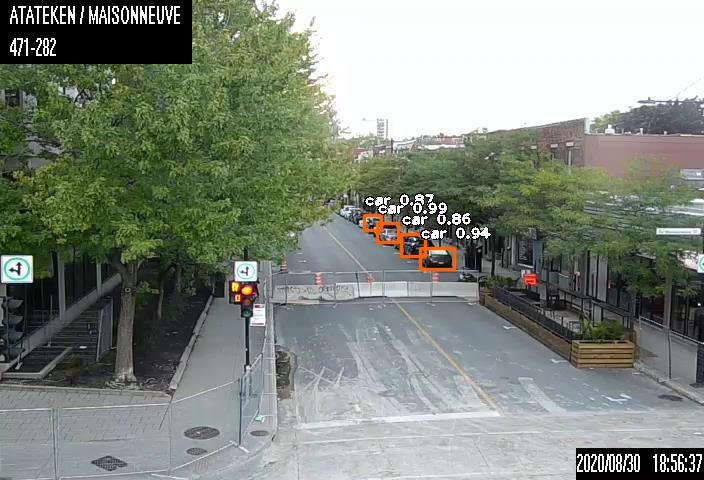 ATATEKEN / MAISONNEUVE
471-282
car 0.87
car 0.99
car 0.86
car 0.94
2020/08/30 18:56:37